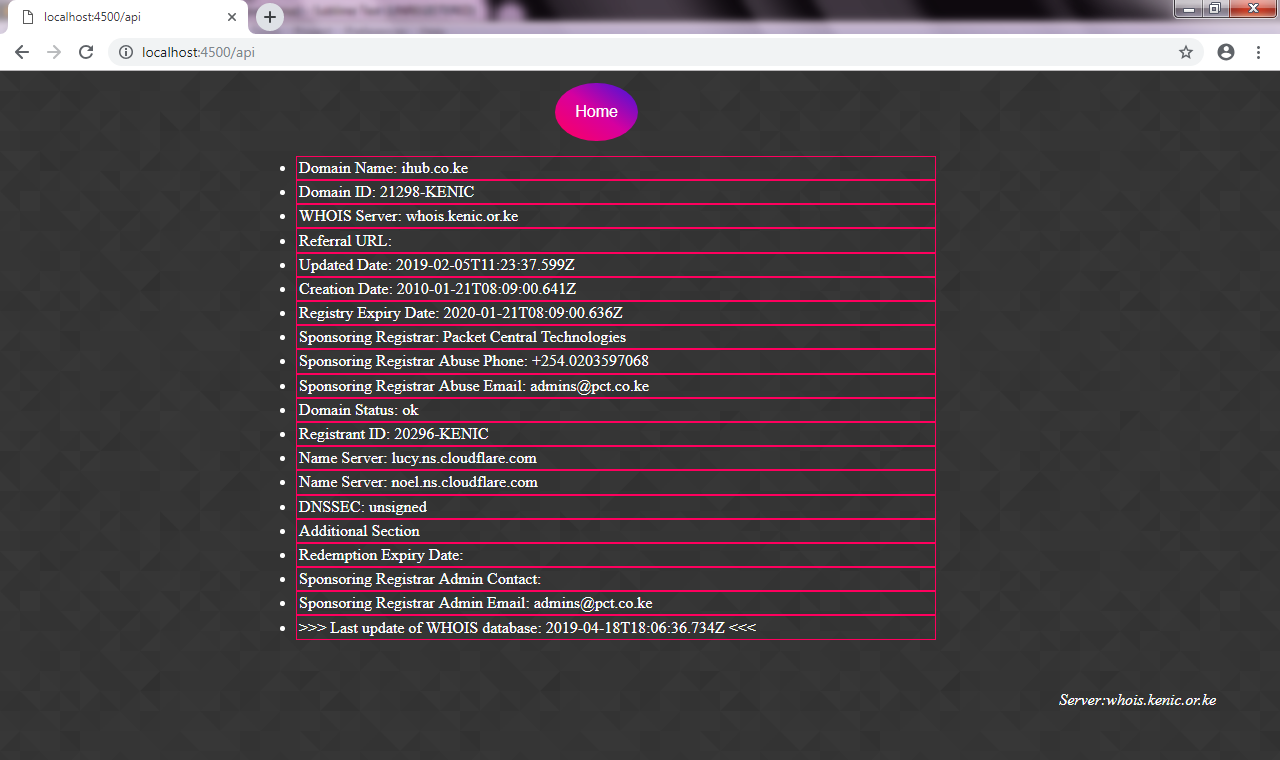 localhost:4500/api
localhost:4500/api
Home
Domain Name: ihub.co.ke
Domain ID: 21298-KENIC
WHOIS Server: whois.kenic.or.ke
Referral URL:
Updated Date: 2019-02-05T11:23:37.599Z
Creation Date: 2010-01-21T08:09:00.641Z
Registry Expiry Date: 2020-01-21T08:09:00.636Z
Sponsoring Registrar: Packet Central Technologies
Sponsoring Registrar Abuse Phone: +254.0203597068
Sponsoring Registrar Abuse Email: admins@pct.co.ke
Domain Status: ok
Registrant ID: 20296-KENIC
Name Server: lucy.ns.cloudflare.com
Name Server: noel.ns.cloudflare.com
DNSSEC: unsigned
Additional Section
Redemption Expiry Date:
Sponsoring Registrar Admin Contact:
Sponsoring Registrar Admin Email: admins@pct.co.ke
>>> Last update of WHOIS database: 2019-04-18T18:06:36.734Z <<<
Server:whois.kenic.or.ke